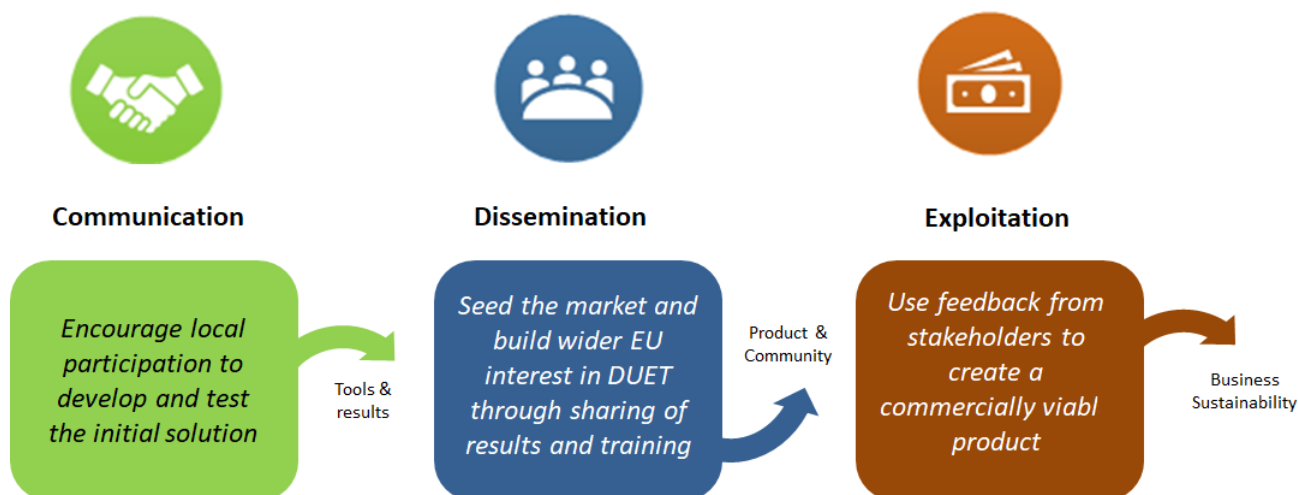 Communication
Encourage local
participation to
develop and test
the initial solution
Tools &
results
Dissemination
Seed the market and
build wider EU
interest in DUET
through sharing of
results and training
Product &
Community
Exploitation
Use feedback from
stakeholders to
create a
commercially viabl
product
Business
Sustainability